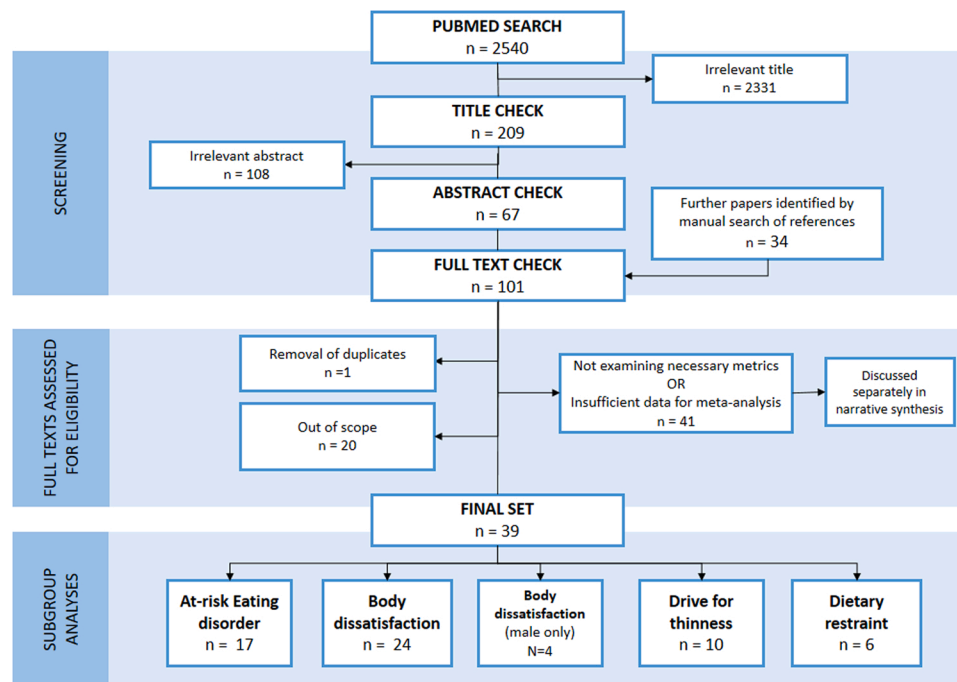 PUBMED SEARCH
n = 2540
Irrelevant title
n = 2331
SCREENING
TITLE CHECK
n = 209
Irrelevant abstract
n = 108
ABSTRACT CHECK
n = 67
Further papers identified by
manual search of references
n = 34
FULL TEXT CHECK
n = 101
FULL TEXTS ASSESSED
FOR ELIGIBILITY
Removal of duplicates
n =1
Not examining necessary metrics
OR
Insufficient data for meta-analysis
n = 41
Discussed
separately in
narrative synthesis
Out of scope
n = 20
FINAL SET
n = 39
SUBGROUP
ANALYSES
At-risk Eating
disorder
n = 17
Body
dissatisfaction
n = 24
Body
dissatisfaction
(male only)
N=4
Drive for
thinness
n = 10
Dietary
restraint
n = 6